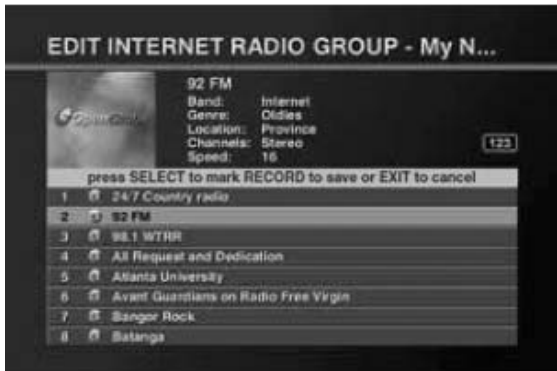 EDIT INTERNET RADIO GROUP - My N...
92 FM
Band: Internet
Genre: Oldies
Location: Province
Channels: Stereo
Speed: 16
123
press SELECT to mark RECORD to save or EXIT to cancel
1 24/7 Country radio
2 92 FM
3 98.1 WTRR
4 All Request and Dedication
5 Atlanta University
6 Avant Guardians on Radio Free Virgin
7 Bangor Rock
8 Batanga